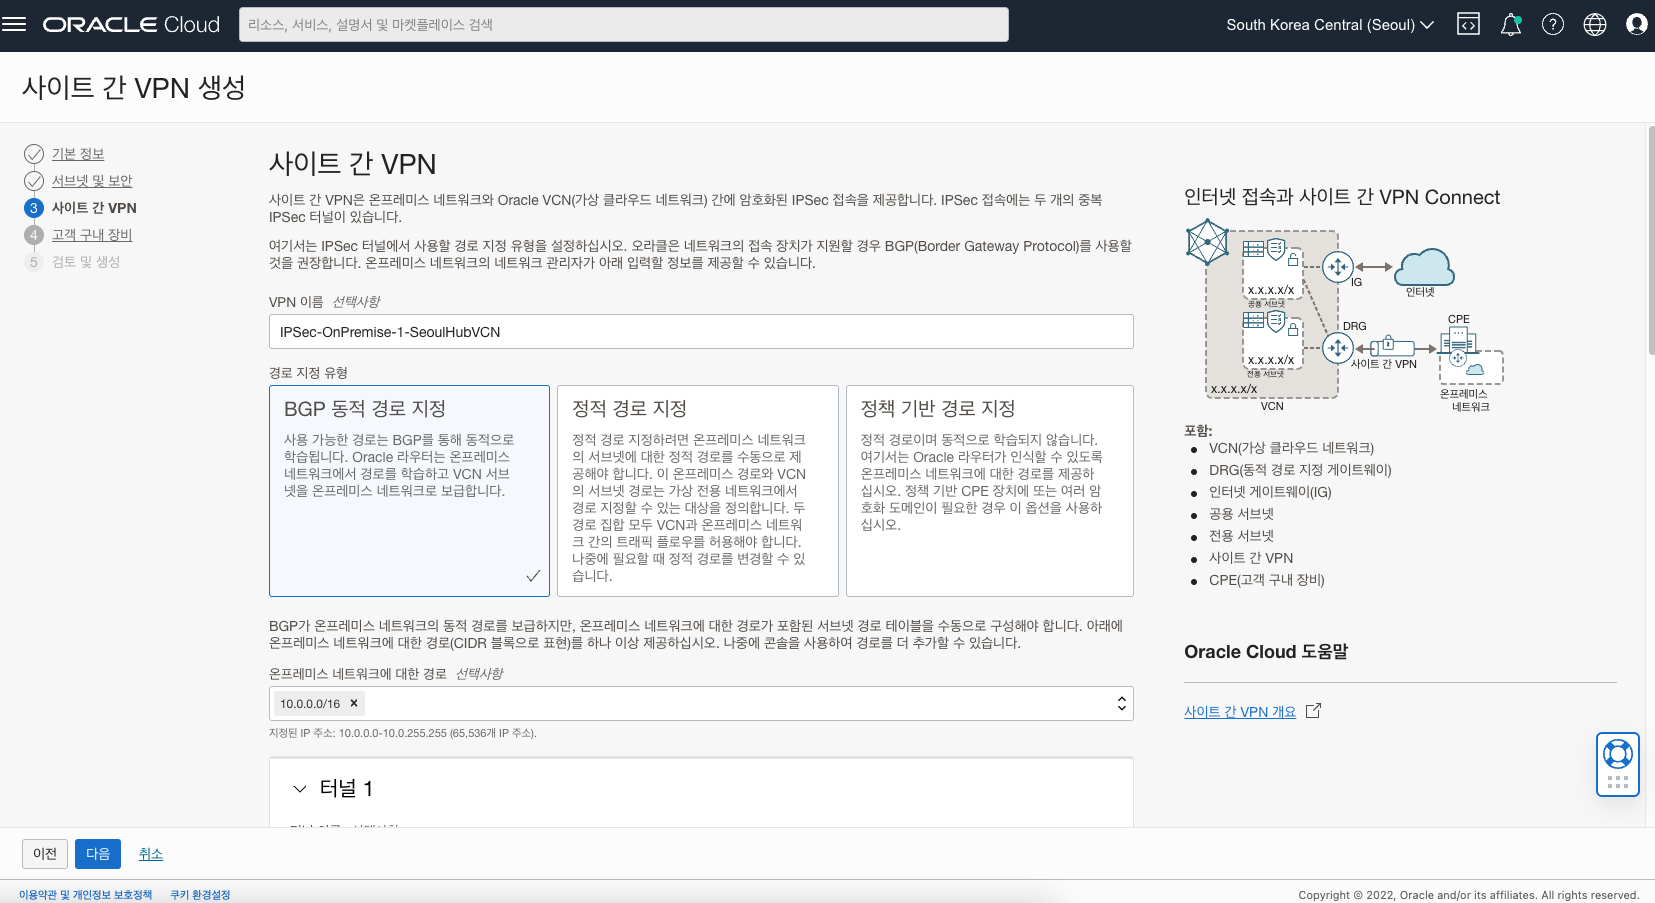 ORACLE Cloud
리소스, 서비스, 설명서 및 마켓플레이스 검색
South Korea Central (Seoul)
사이트 간 VPN 생성
기본 정보
서브넷 및 보안
3 사이트 간 VPN
4 고객 구내 장비
5 검토 및 생성
사이트 간 VPN
사이트 간 VPN은 온프레미스 네트워크와 Oracle VCN(가상 클라우드 네트워크) 간에 암호화된 IPSec 접속을 제공합니다. IPSec 접속에는 두 개의 중복
IPSec 터널이 있습니다.
여기서는 IPSec 터널에서 사용할 경로 지정 유형을 설정하십시오. 오라클은 네트워크의 접속 장치가 지원할 경우 BGP(Border Gateway Protocol)를 사용할
것을 권장합니다. 온프레미스 네트워크의 네트워크 관리자가 아래 입력할 정보를 제공할 수 있습니다.
VPN 이름 선택사항
IPSec-OnPremise-1-SeoulHubVCN
경로 지정 유형
BGP 동적 경로 지정
사용 가능한 경로는 BGP를 통해 동적으로
학습됩니다. Oracle 라우터는 온프레미스
네트워크에서 경로를 학습하고 VCN 서브
넷을 온프레미스 네트워크로 보급합니다.
정적 경로 지정
정적 경로 지정하려면 온프레미스 네트워크
의 서브넷에 대한 정적 경로를 수동으로 제
공해야 합니다. 이 온프레미스 경로와 VCN
의 서브넷 경로는 가상 전용 네트워크에서
경로 지정할 수 있는 대상을 정의합니다. 두
경로 집합 모두 VCN과 온프레미스 네트워
크 간의 트래픽 플로우를 허용해야 합니다.
나중에 필요할 때 정적 경로를 변경할 수 있
습니다.
정책 기반 경로 지정
정적 경로이며 동적으로 학습되지 않습니다.
여기서는 Oracle 라우터가 인식할 수 있도록
온프레미스 네트워크에 대한 경로를 제공하
십시오. 정책 기반 CPE 장치에 또는 여러 암
호화 도메인이 필요한 경우 이 옵션을 사용하
십시오.
BGP가 온프레미스 네트워크의 동적 경로를 보급하지만, 온프레미스 네트워크에 대한 경로가 포함된 서브넷 경로 테이블을 수동으로 구성해야 합니다. 아래에
온프레미스 네트워크에 대한 경로(CIDR 블록으로 표현)를 하나 이상 제공하십시오. 나중에 콘솔을 사용하여 경로를 더 추가할 수 있습니다.
온프레미스 네트워크에 대한 경로 선택사항
10.0.0.0/16
지정된 IP 주소: 10.0.0.0-10.0.255.255 (65,536개 IP 주소).
터널 1
인터넷 접속과 사이트 간 VPN Connect
x.x.x.x/x
공용 서브넷
IG
인터넷
x.x.x.x/x
전용 서브넷
DRG
CPE
사이트 간 VPN
x.x.x.x/x
VCN
온프레미스
네트워크
포함:
VCN(가상 클라우드 네트워크)
DRG(동적 경로 지정 게이트웨이)
인터넷 게이트웨이(IG)
공용 서브넷
전용 서브넷
사이트 간 VPN
CPE(고객 구내 장비)
Oracle Cloud 도움말
사이트 간 VPN 개요
이전 다음 취소
이용약관 및 개인정보 보호정책 쿠키 환경설정
Copyright © 2022, Oracle and/or its affiliates. All rights reserved.